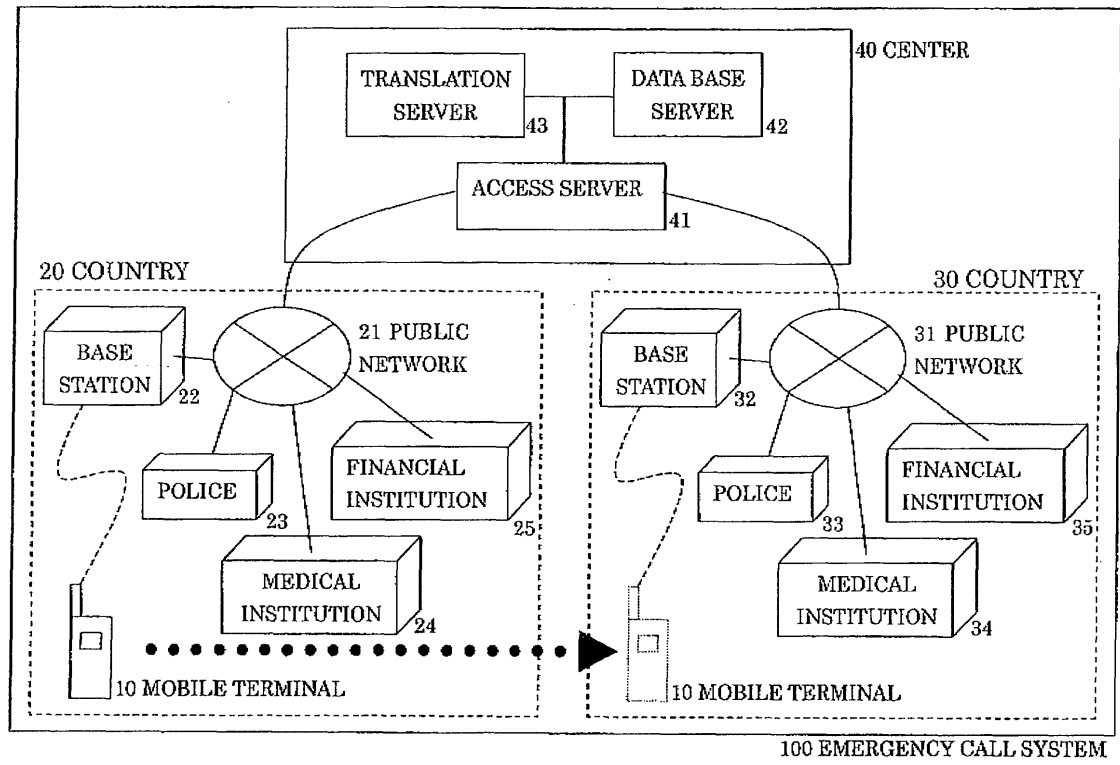 40 CENTER
TRANSLATION
SERVER
43
DATA BASE
SERVER
42
ACCESS SERVER
41
20 COUNTRY
BASE
STATION
22
21 PUBLIC
NETWORK
POLICE
23
FINANCIAL
INSTITUTION
25
MEDICAL
INSTITUTION
24
10 MOBILE TERMINAL
30 COUNTRY
BASE
STATION
32
31 PUBLIC
NETWORK
POLICE
33
FINANCIAL
INSTITUTION
35
MEDICAL
INSTITUTION
34
10 MOBILE TERMINAL
100 EMERGENCY CALL SYSTEM